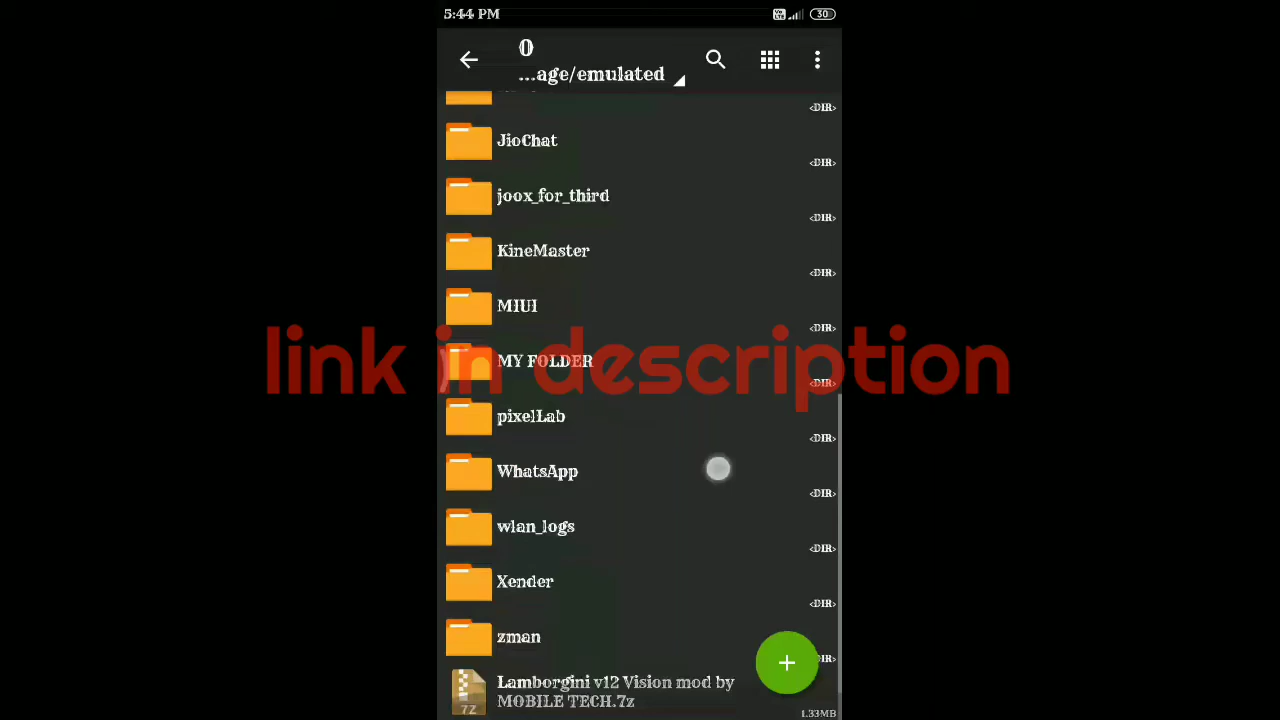 5:44 PM
30
0
...age/emulated
<DIR>
JioChat
<DIR>
joox_for_third
<DIR>
KineMaster
<DIR>
MIUI
<DIR>
link in description
MY FOLDER
<DIR>
pixelLab
<DIR>
WhatsApp
<DIR>
wlan_logs
<DIR>
Xender
<DIR>
zman
DIR>
Lamborgini v12 Vision mod by
MOBILE TECH.7z
7Z
1.33MB